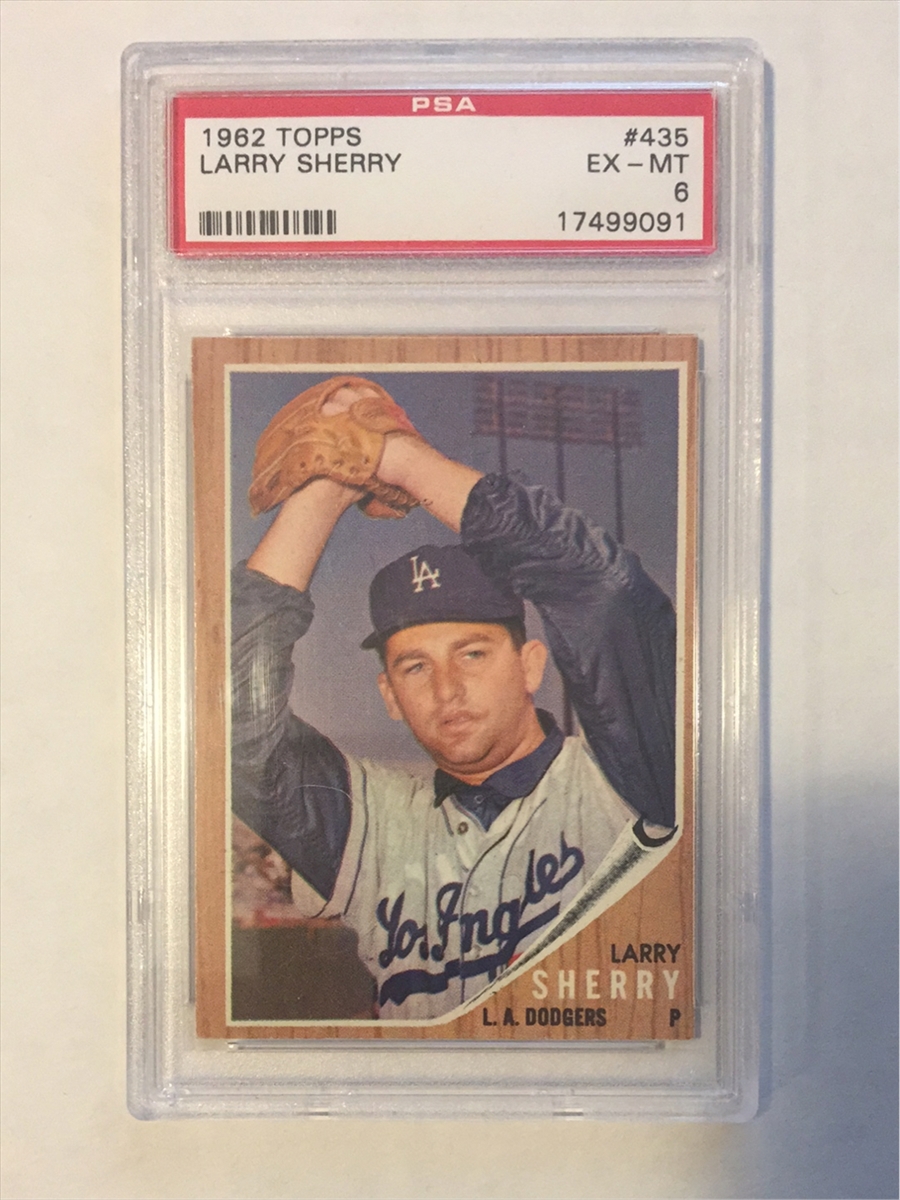 PSA
1962 TOPPS #435
LARRY SHERRY EX-MT
6
17499091
LA
Los Angeles
LARRY
SHERRY
L. A. DODGERS P